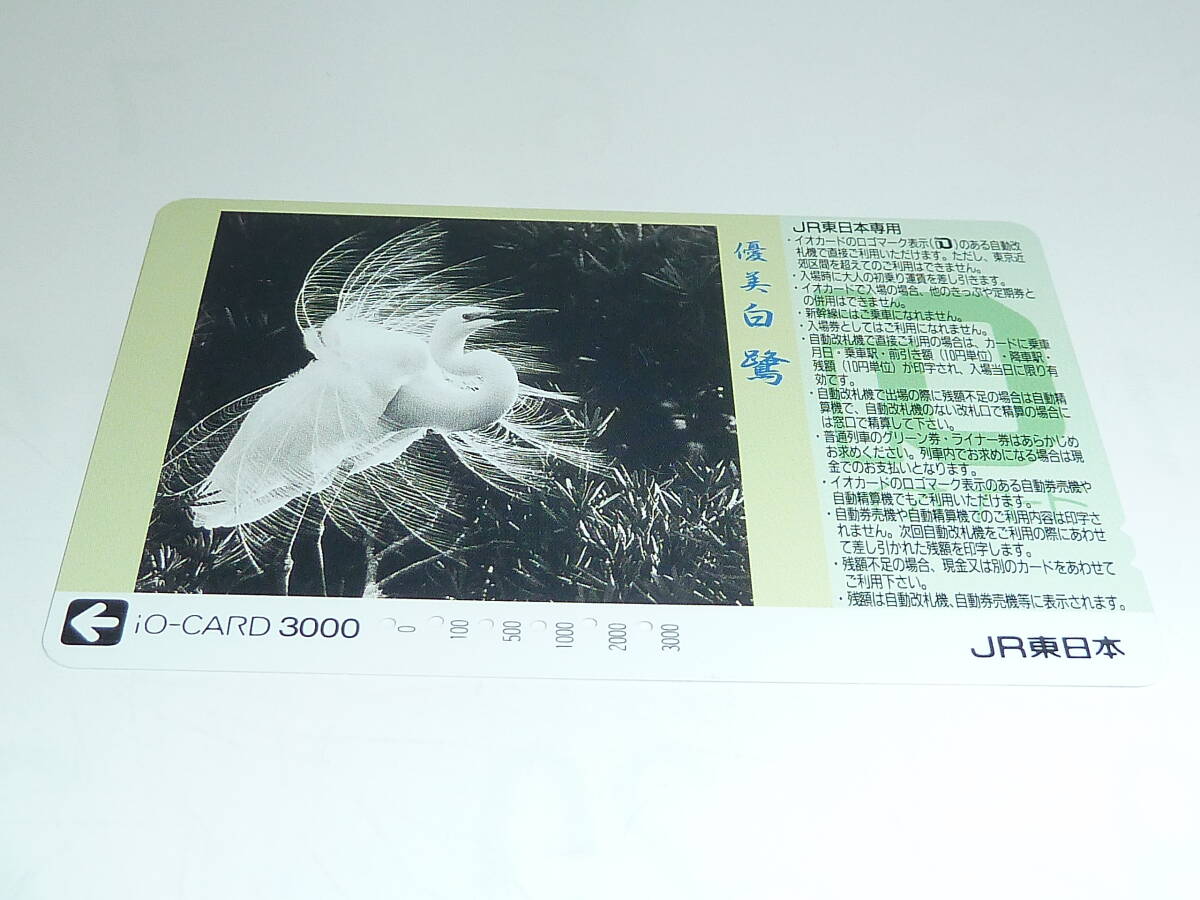 優美白鷺
JR東日本専用
・イオカードのロゴマーク表示(iO)のある自動改
札機で直接ご利用いただけます。ただし、東京近
郊区間を超えてのご利用はできません。
・入場時に大人の初乗り運賃を差し引きます。
・イオカードで入場の場合、他のきっぷや定期券と
の併用はできません。
・新幹線にはご乗車になれません。
・入場券としてはご利用になれません。
・自動改札機で直接ご利用の場合は、カードに乗車
月日・乗車駅・前引き額（10円単位）・降車駅・
残額（10円単位）が印字され、入場当日に限り有
効です。
・自動改札機で出場の際に残額不足の場合は自動精
算機で、自動改札機のない改札口で精算の場合に
は窓口で精算して下さい。
・普通列車のグリーン券・ライナー券はあらかじめ
お求めください。列車内でお求めになる場合は現
金でのお支払いとなります。
・イオカードのロゴマーク表示のある自動券売機や
自動精算機でもご利用いただけます。
・自動券売機や自動精算機でのご利用内容は印字さ
れません。次回自動改札機をご利用の際にあわせ
て差し引かれた残額を印字します。
・残額不足の場合、現金又は別のカードをあわせて
ご利用下さい。
・残額は自動改札機、自動券売機等に表示されます。
iO-CARD 3000
0
100
500
1000
2000
3000
JR東日本